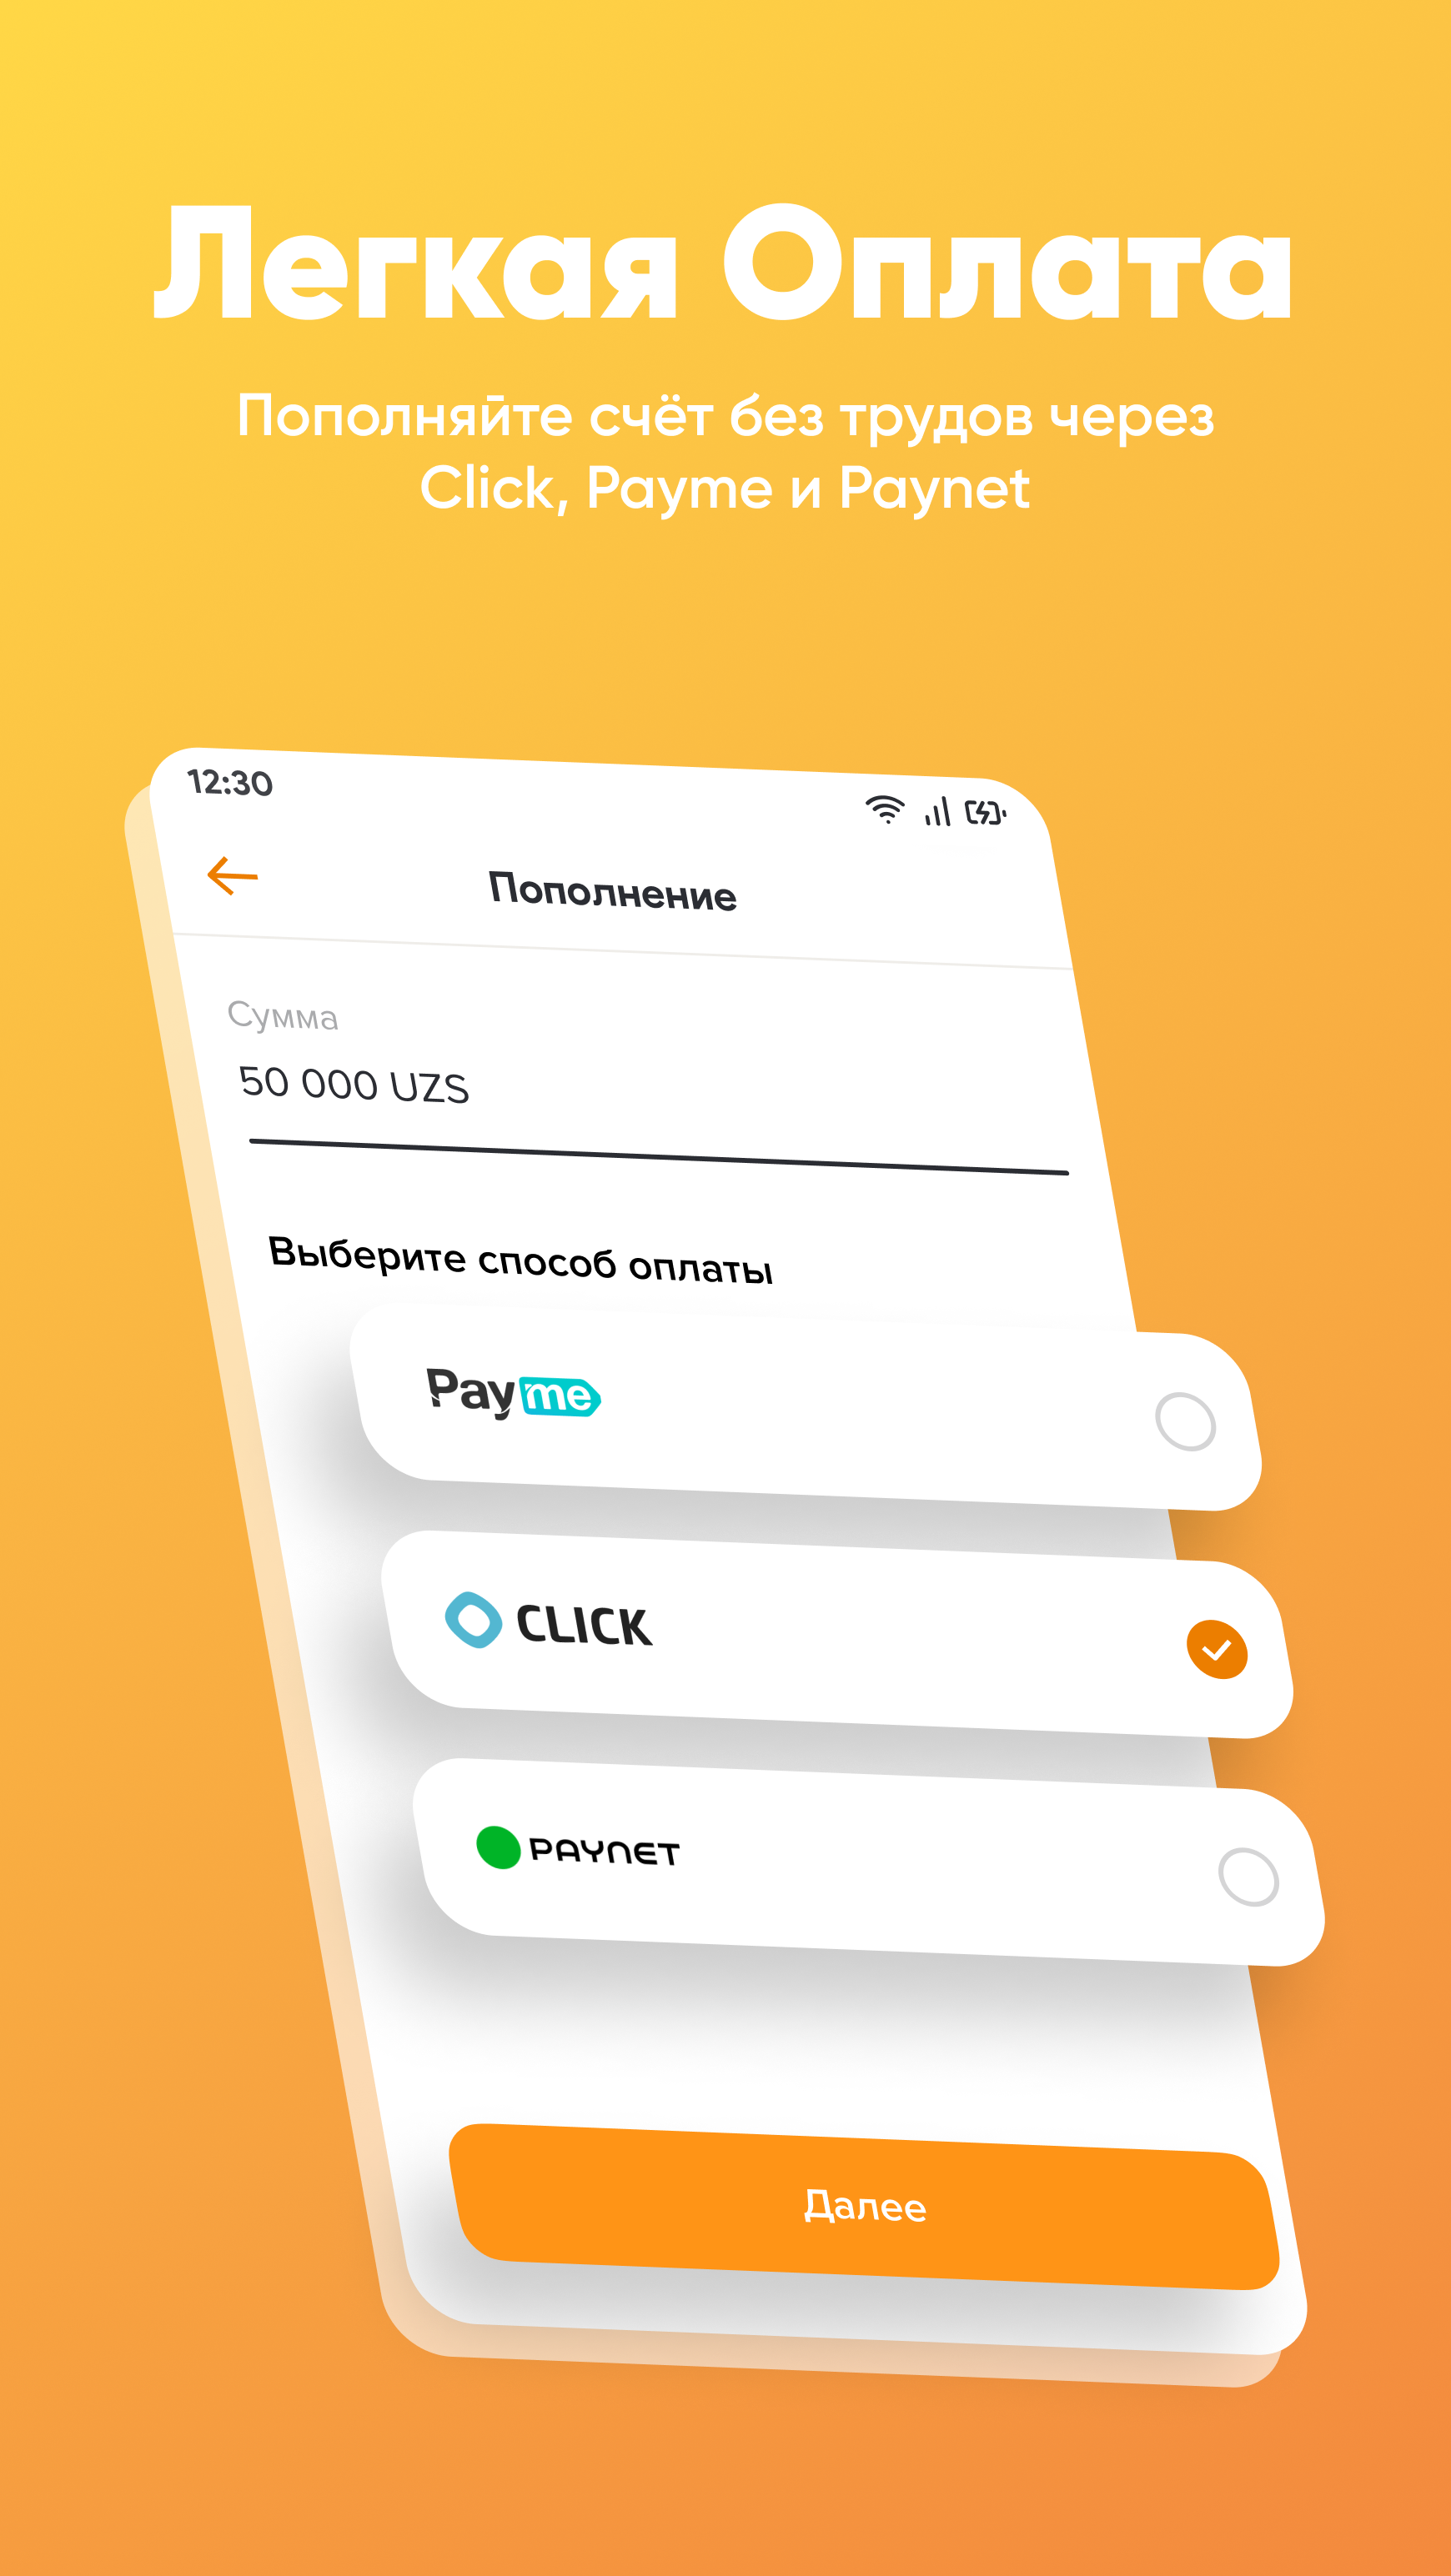 Легкая Оплата
Пополняйте счёт без трудов через
Click, Payme и Paynet
12:30
Пополнение
Сумма
50 000 UZS
Выберите способ оплаты
Payme
CLICK
PAYNET
Далее